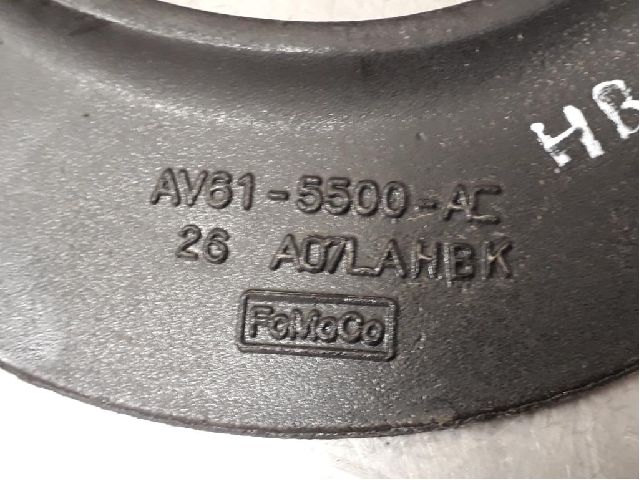 HB
AV61-5500-AC
26 A07LAHBK
FoMoCo